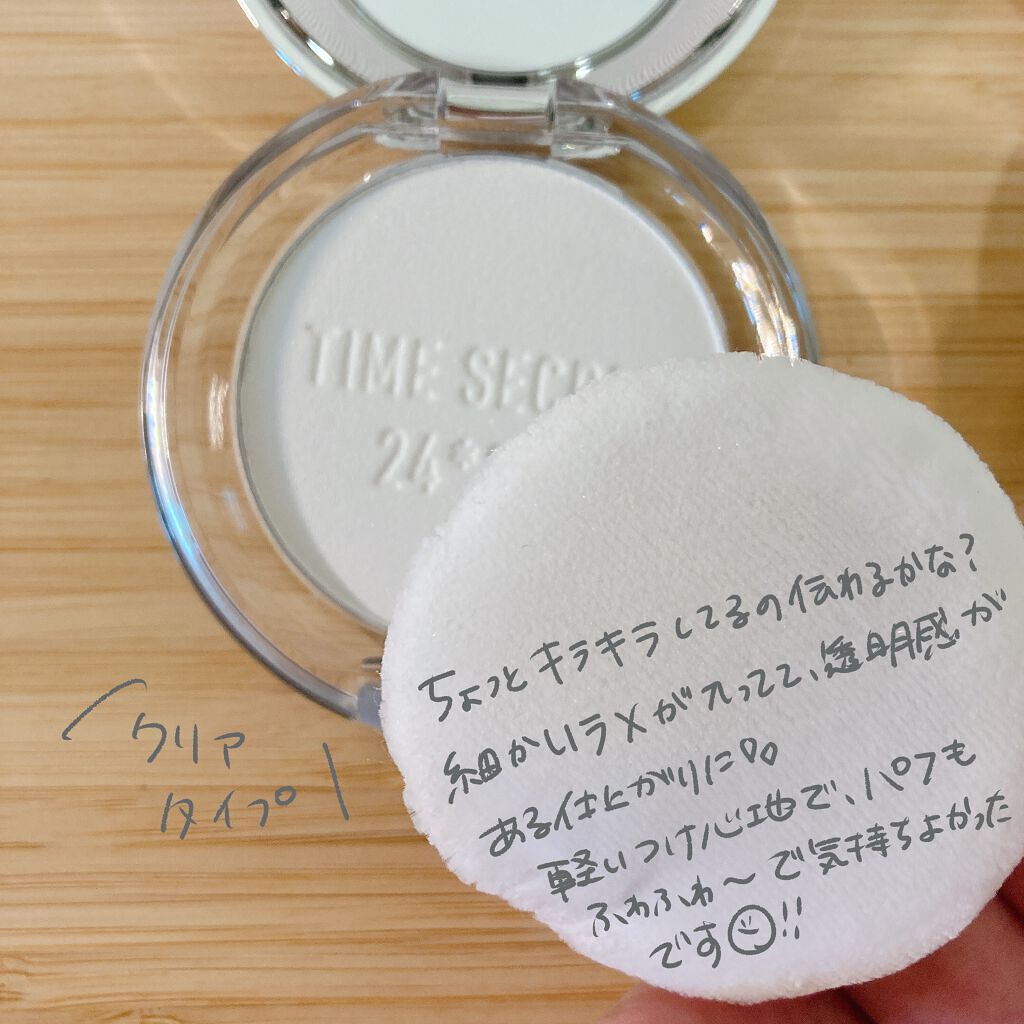 TIME SEC
24*
ちょっとキラキラしてるの伝わるかな?
細かいラメが入ってて、透明感が
ある仕上がりに
軽いつけ心地で、パフも
ふわふわ〜で気持ちよかった
です!!
クリア
タイプ